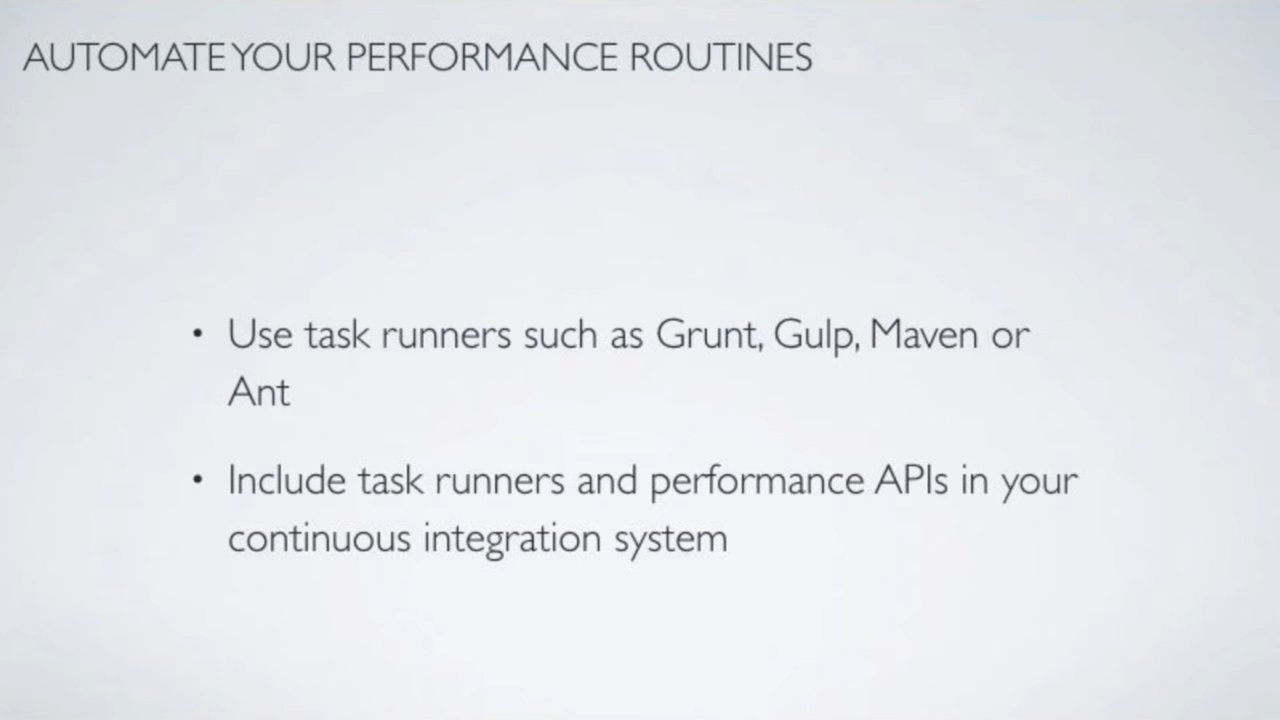 AUTOMATE YOUR PERFORMANCE ROUTINES
• Use task runners such as Grunt, Gulp, Maven or
Ant
• Include task runners and performance APIs in your
continuous integration system